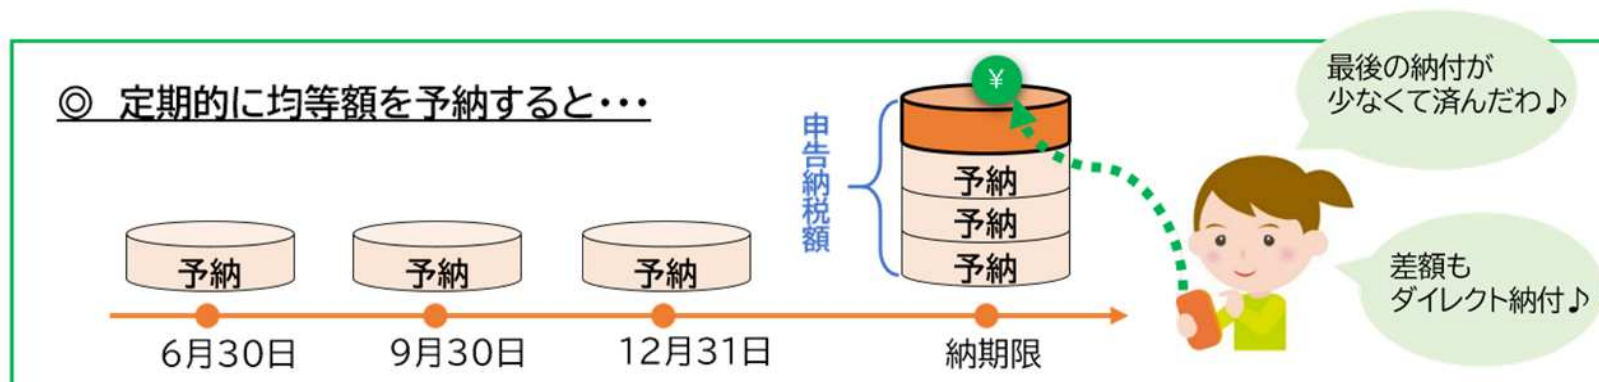 ◎ 定期的に均等額を予納すると・・・
予納
6月30日
予納
9月30日
予納
12月31日
申告納税額
¥
予納
予納
予納
納期限
最後の納付が
少なくて済んだわ♪
差額も
ダイレクト納付♪